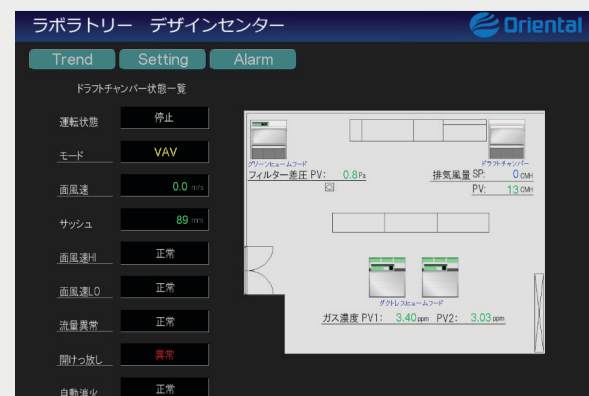 ラボラトリー デザインセンター
Oriental
Trend Setting Alarm
ドラフトチャンバー状態一覧
運転状態 停止
モード VAV
面風速 0.0 m/s
サッシュ 89 mm
面風速HI 正常
面風速LO 正常
流量異常 正常
開けっ放し 異常
自動消火 正常
グリーンヒュームフード
フィルター差圧 PV: 0.8 Pa
ドラフトチャンバー
排気風量 SP: 0 CMH
PV: 13 CMH
ダクトレスヒュームフード
ガス濃度 PV1: 3.40 ppm PV2: 3.03 ppm